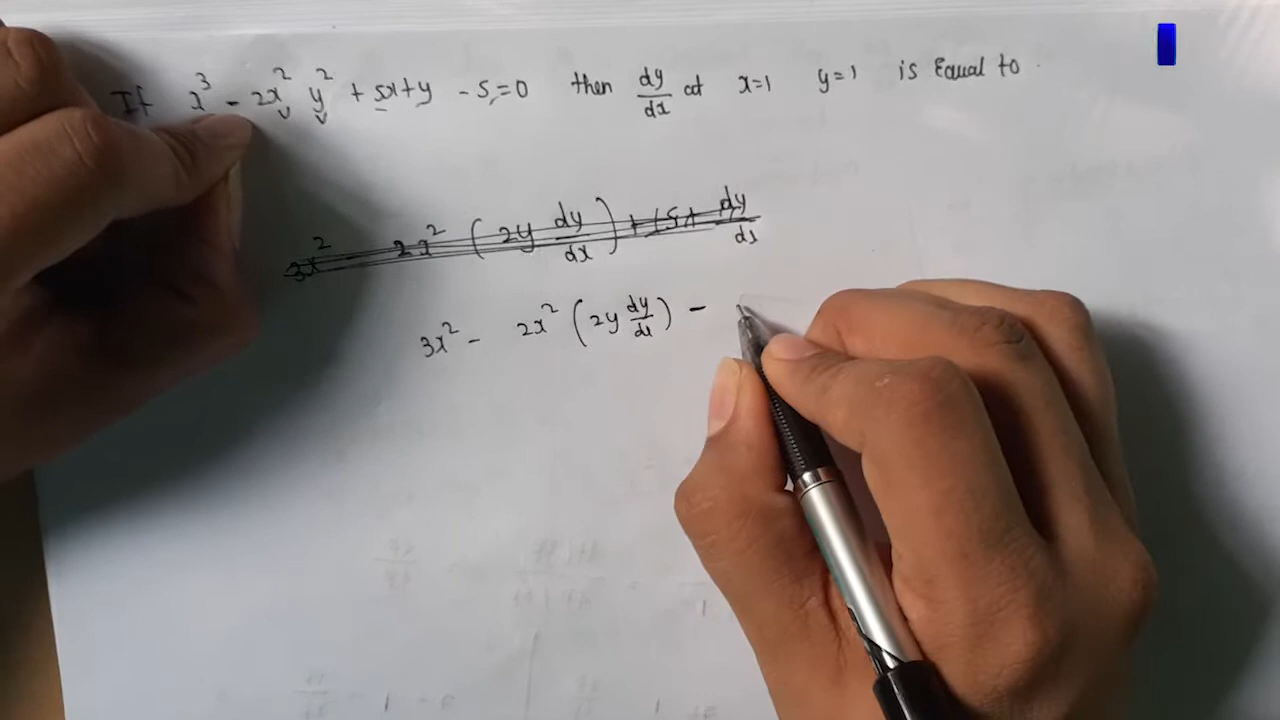 If x³ - 2x² y² + 5x+y - 5=0 then dy/dx at x=1 y=1 is Equal to .
3x² - 2x² (2y dy/dx) + (5+ dy/dx
3x² - 2x² (2y dy/dx) -